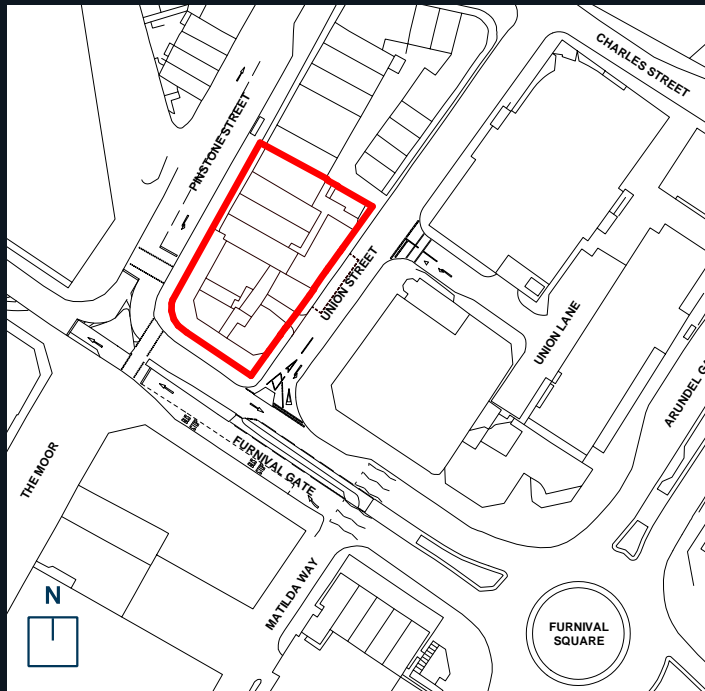 CHARLES STREET
PINSTONE STREET
UNION STREET
UNION LANE
ARUNDEL GA
THE MOOR
FURNIVAL GATE
MATILDA WAY
N
FURNIVAL
SQUARE